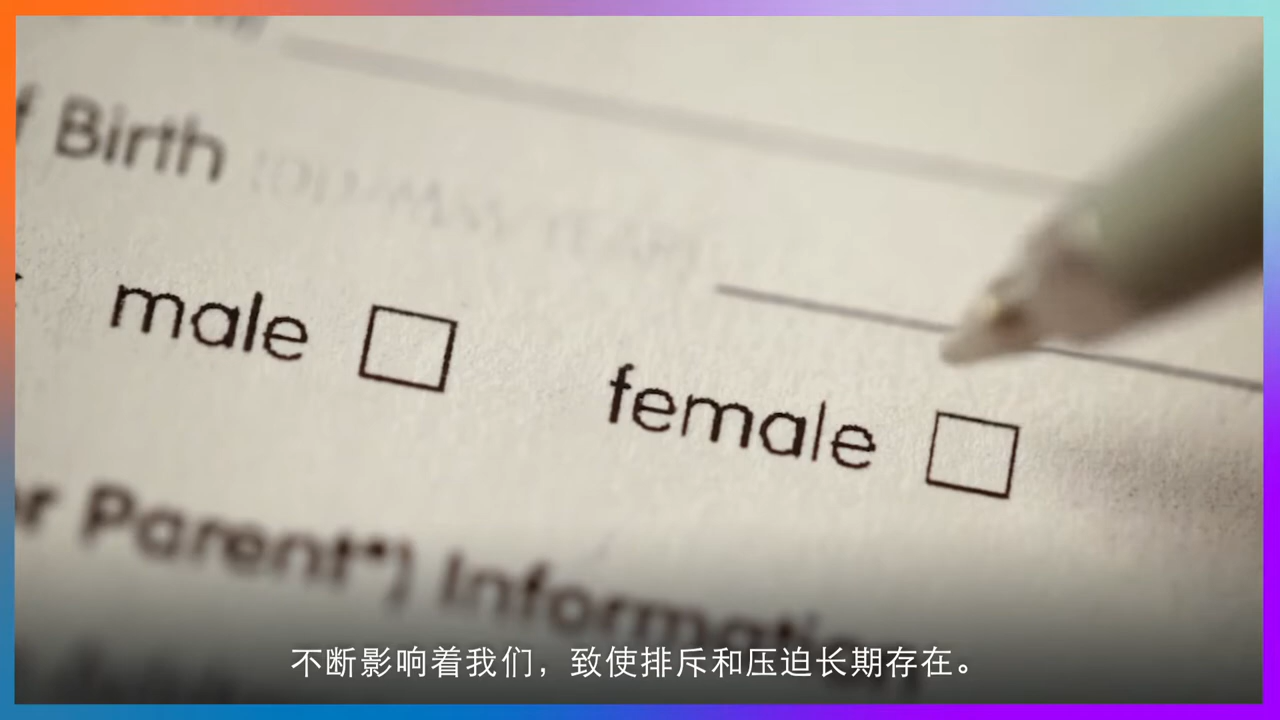 Birth
male □ female □
Parent*) Information
不断影响着我们，致使排斥和压迫长期存在。